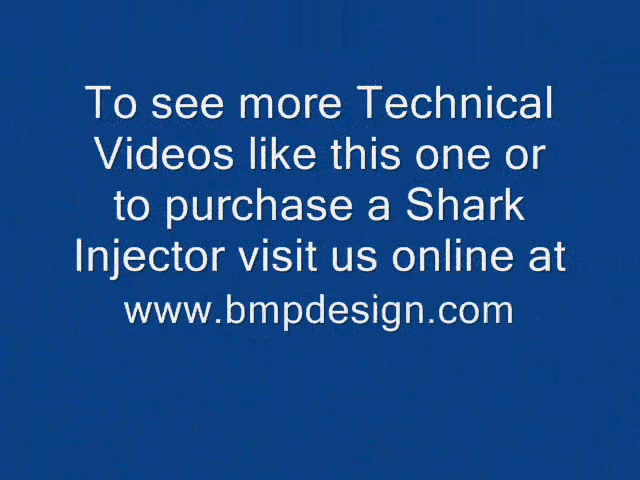 To see more Technical
Videos like this one or
to purchase a Shark
Injector visit us online at
www.bmpdesign.com